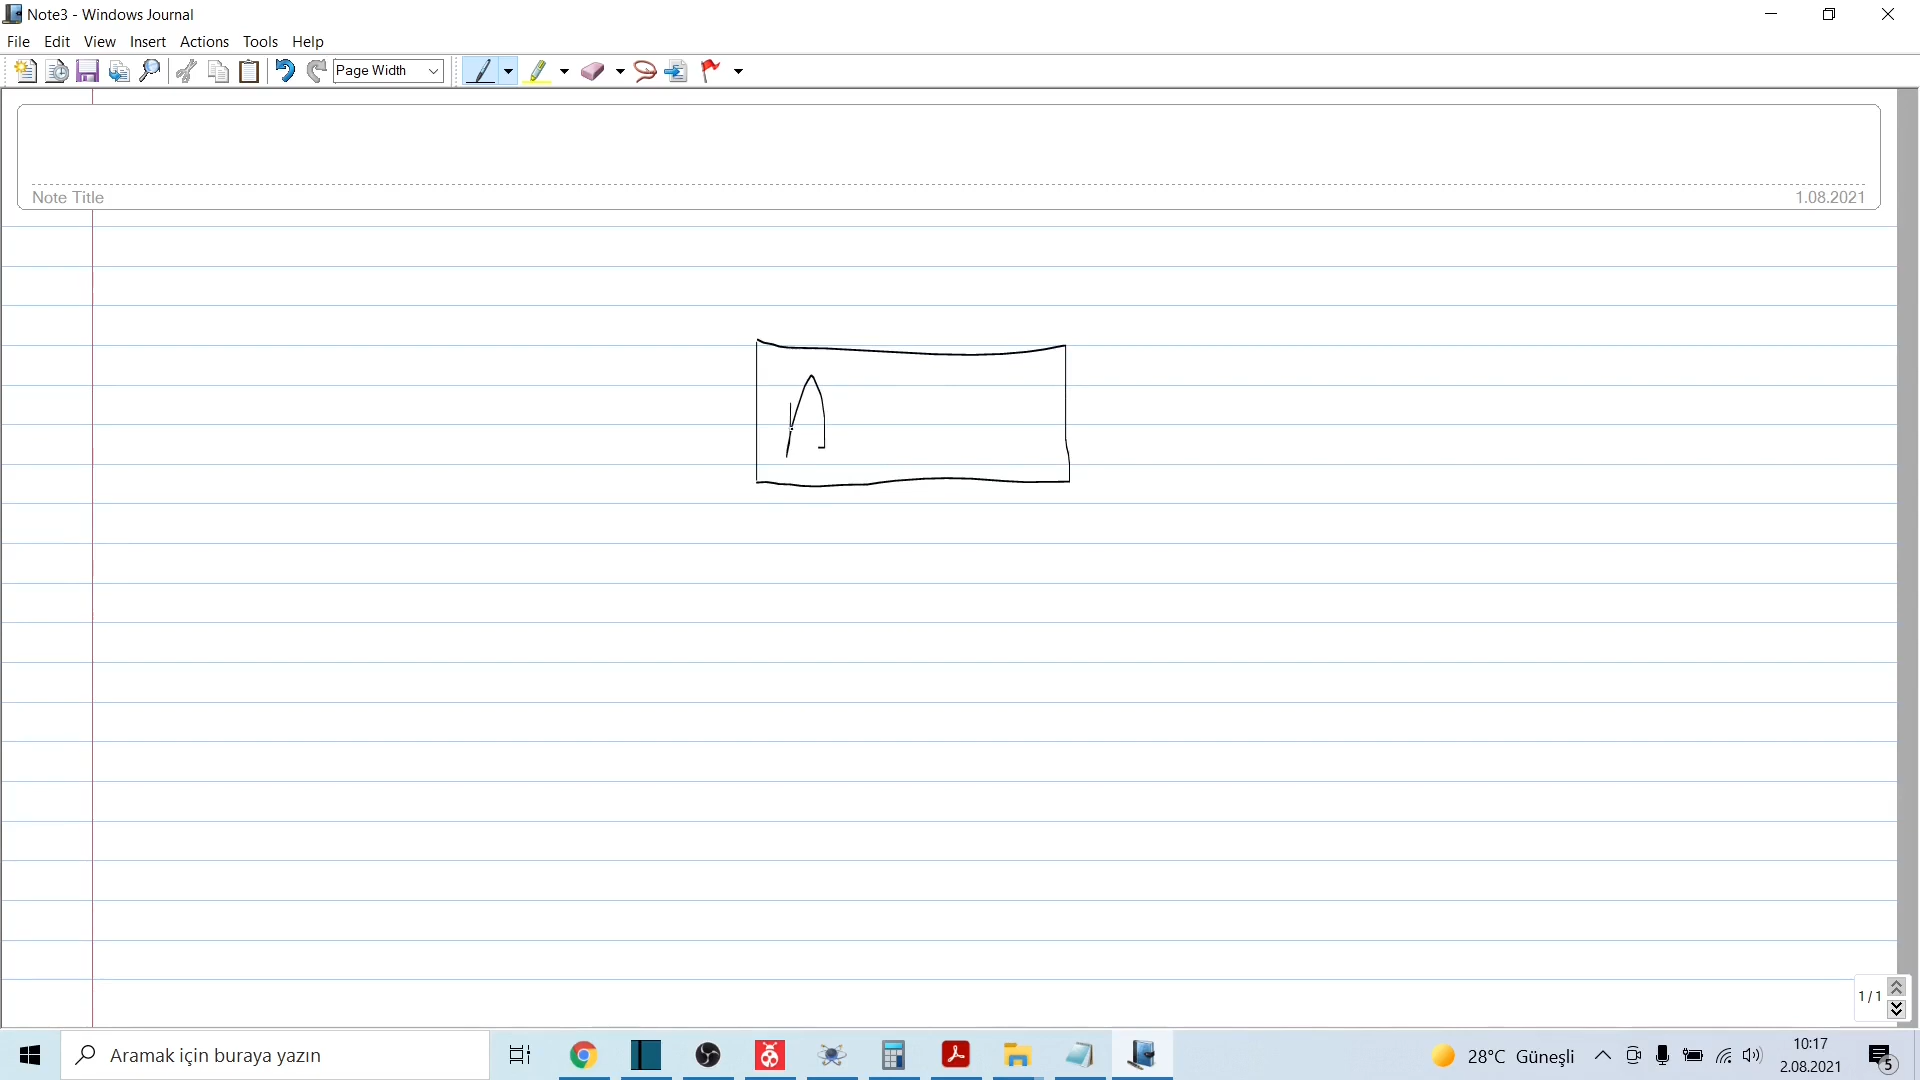 Note3 - Windows Journal
File Edit View Insert Actions Tools Help
Page Width
Note Title
1.08.2021
1 / 1
Aramak için buraya yazın
28°C Güneşli
10:17
2.08.2021
5